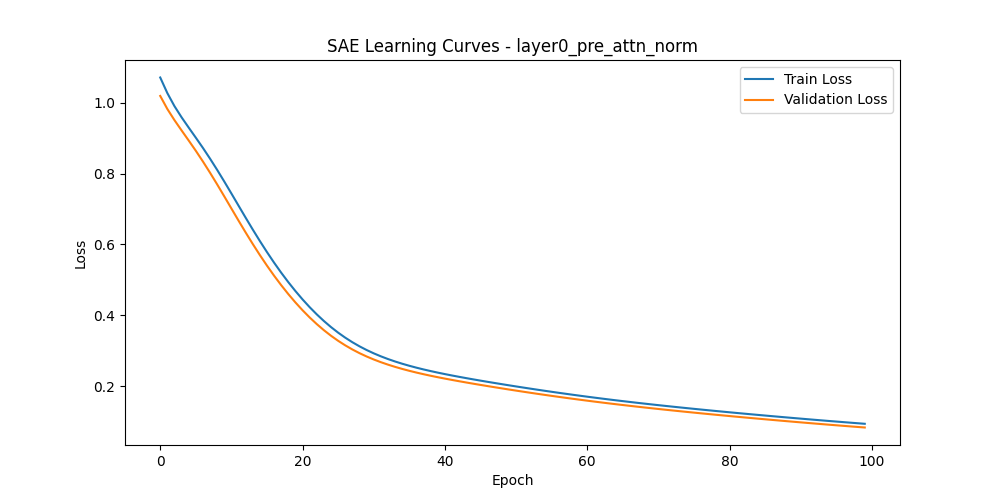 SAE Learning Curves - layer0_pre_attn_norm
Train Loss
Validation Loss
1.0
0.8
0.6
0.4
0.2
Loss
0 20 40 60 80 100
Epoch